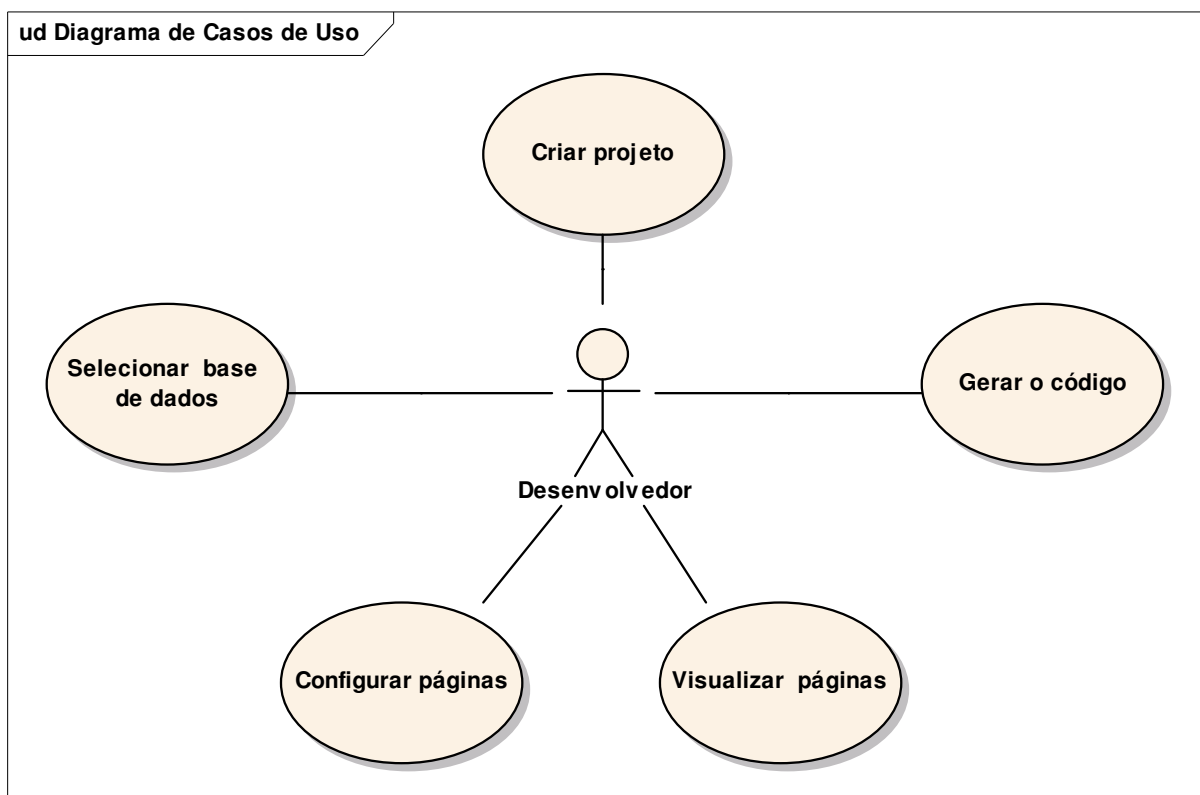 ud Diagrama de Casos de Uso
Criar projeto
Selecionar base
de dados
Gerar o código
Desenvolvedor
Configurar páginas
Visualizar páginas